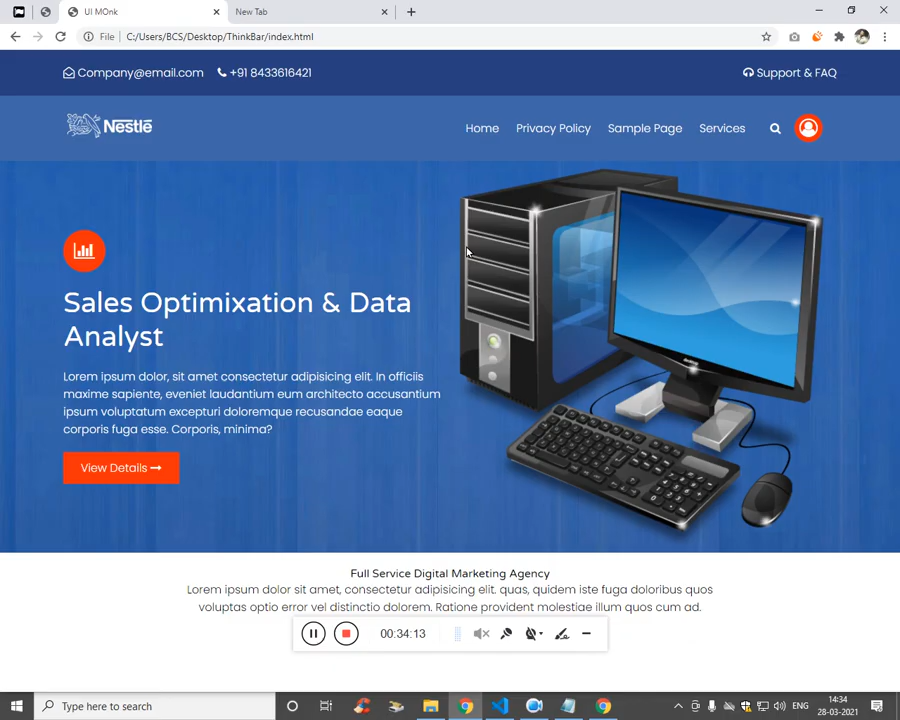 UI MOnk
New Tab
File C:/Users/BCS/Desktop/ThinkBar/index.html
Company@email.com +91 8433616421 Support & FAQ
Nestlé Home Privacy Policy Sample Page Services
Sales Optimixation & Data
Analyst
Lorem ipsum dolor, sit amet consectetur adipisicing elit. In officiis
maxime sapiente, eveniet laudantium eum architecto accusantium
ipsum voluptatum excepturi doloremque recusandae eaque
corporis fuga esse. Corporis, minima?
View Details
Full Service Digital Marketing Agency
Lorem ipsum dolor sit amet, consectetur adipisicing elit. quas, quidem iste fuga doloribus quos
voluptas optio error vel distinctio dolorem. Ratione provident molestiae illum quos cum ad.
00:34:13
Type here to search
ENG
14:34
28-03-2021